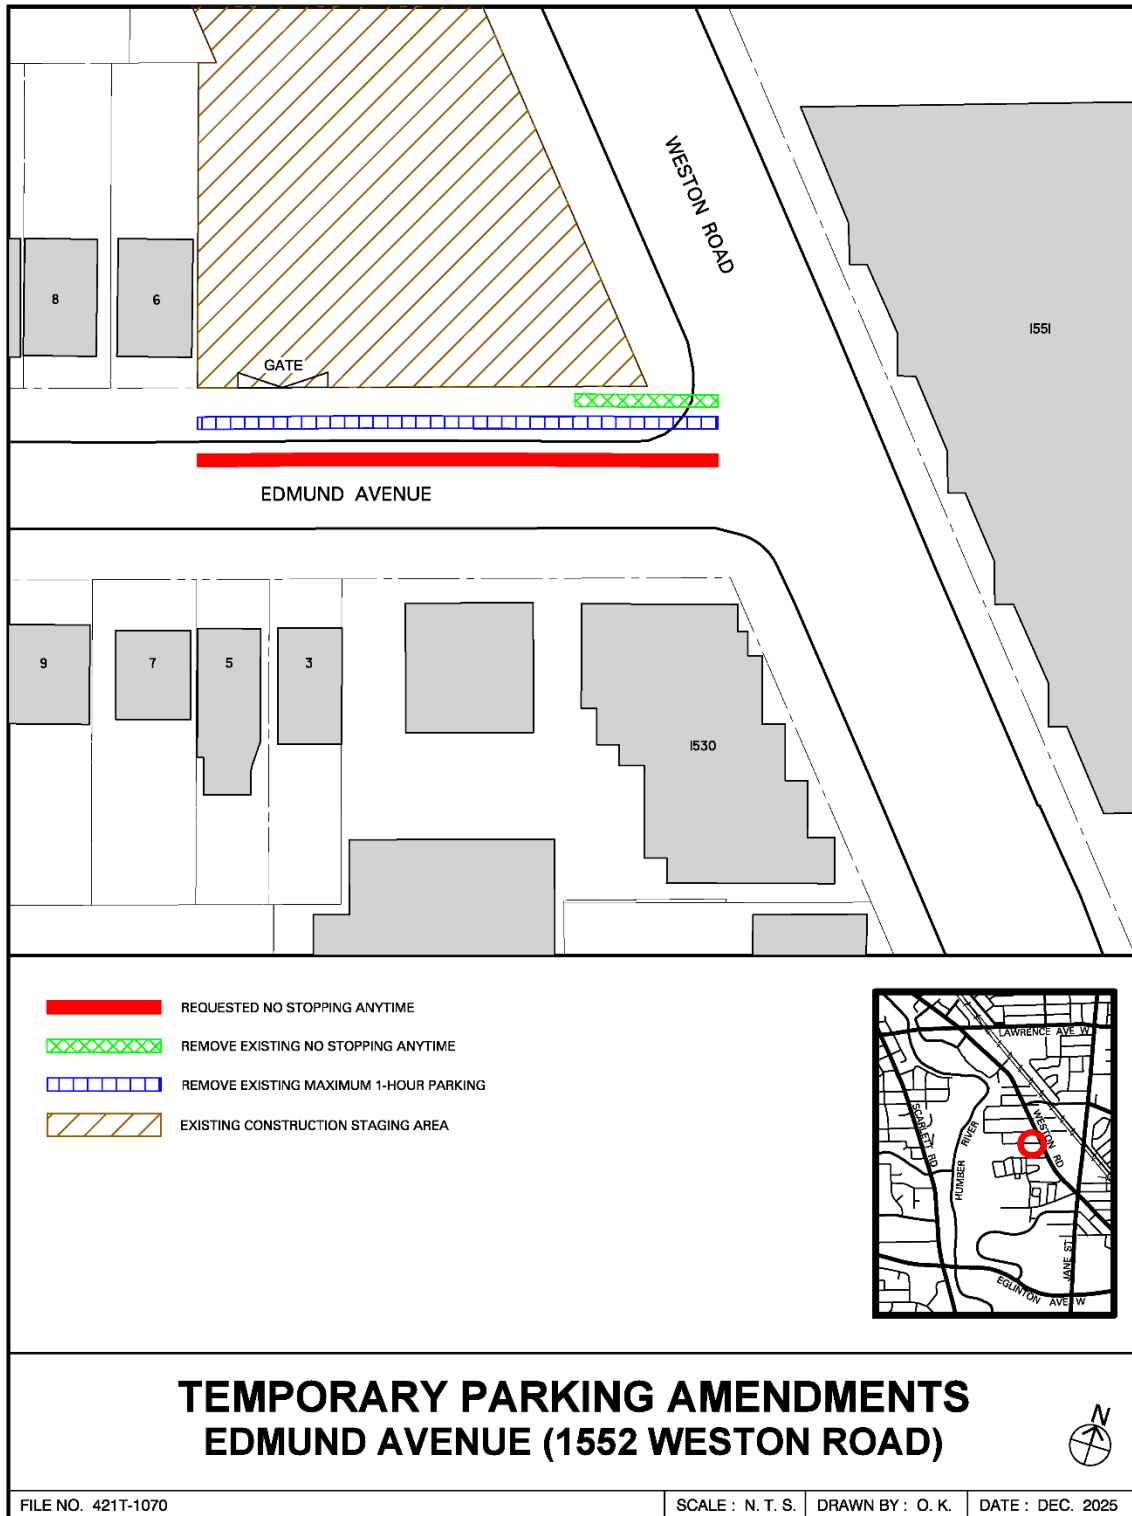 WESTON ROAD
8
6
1551
GATE
EDMUND AVENUE
9
7
5
3
1530
REQUESTED NO STOPPING ANYTIME
REMOVE EXISTING NO STOPPING ANYTIME
REMOVE EXISTING MAXIMUM 1-HOUR PARKING
EXISTING CONSTRUCTION STAGING AREA
LAWRENCE AVE W
SCARLETT RD
HUMBER RIVER
WESTON RD
JANE ST
EGLINTON AVE W
TEMPORARY PARKING AMENDMENTS
EDMUND AVENUE (1552 WESTON ROAD)
N
FILE NO. 421T-1070
SCALE : N. T. S.
DRAWN BY : O. K.
DATE : DEC. 2025